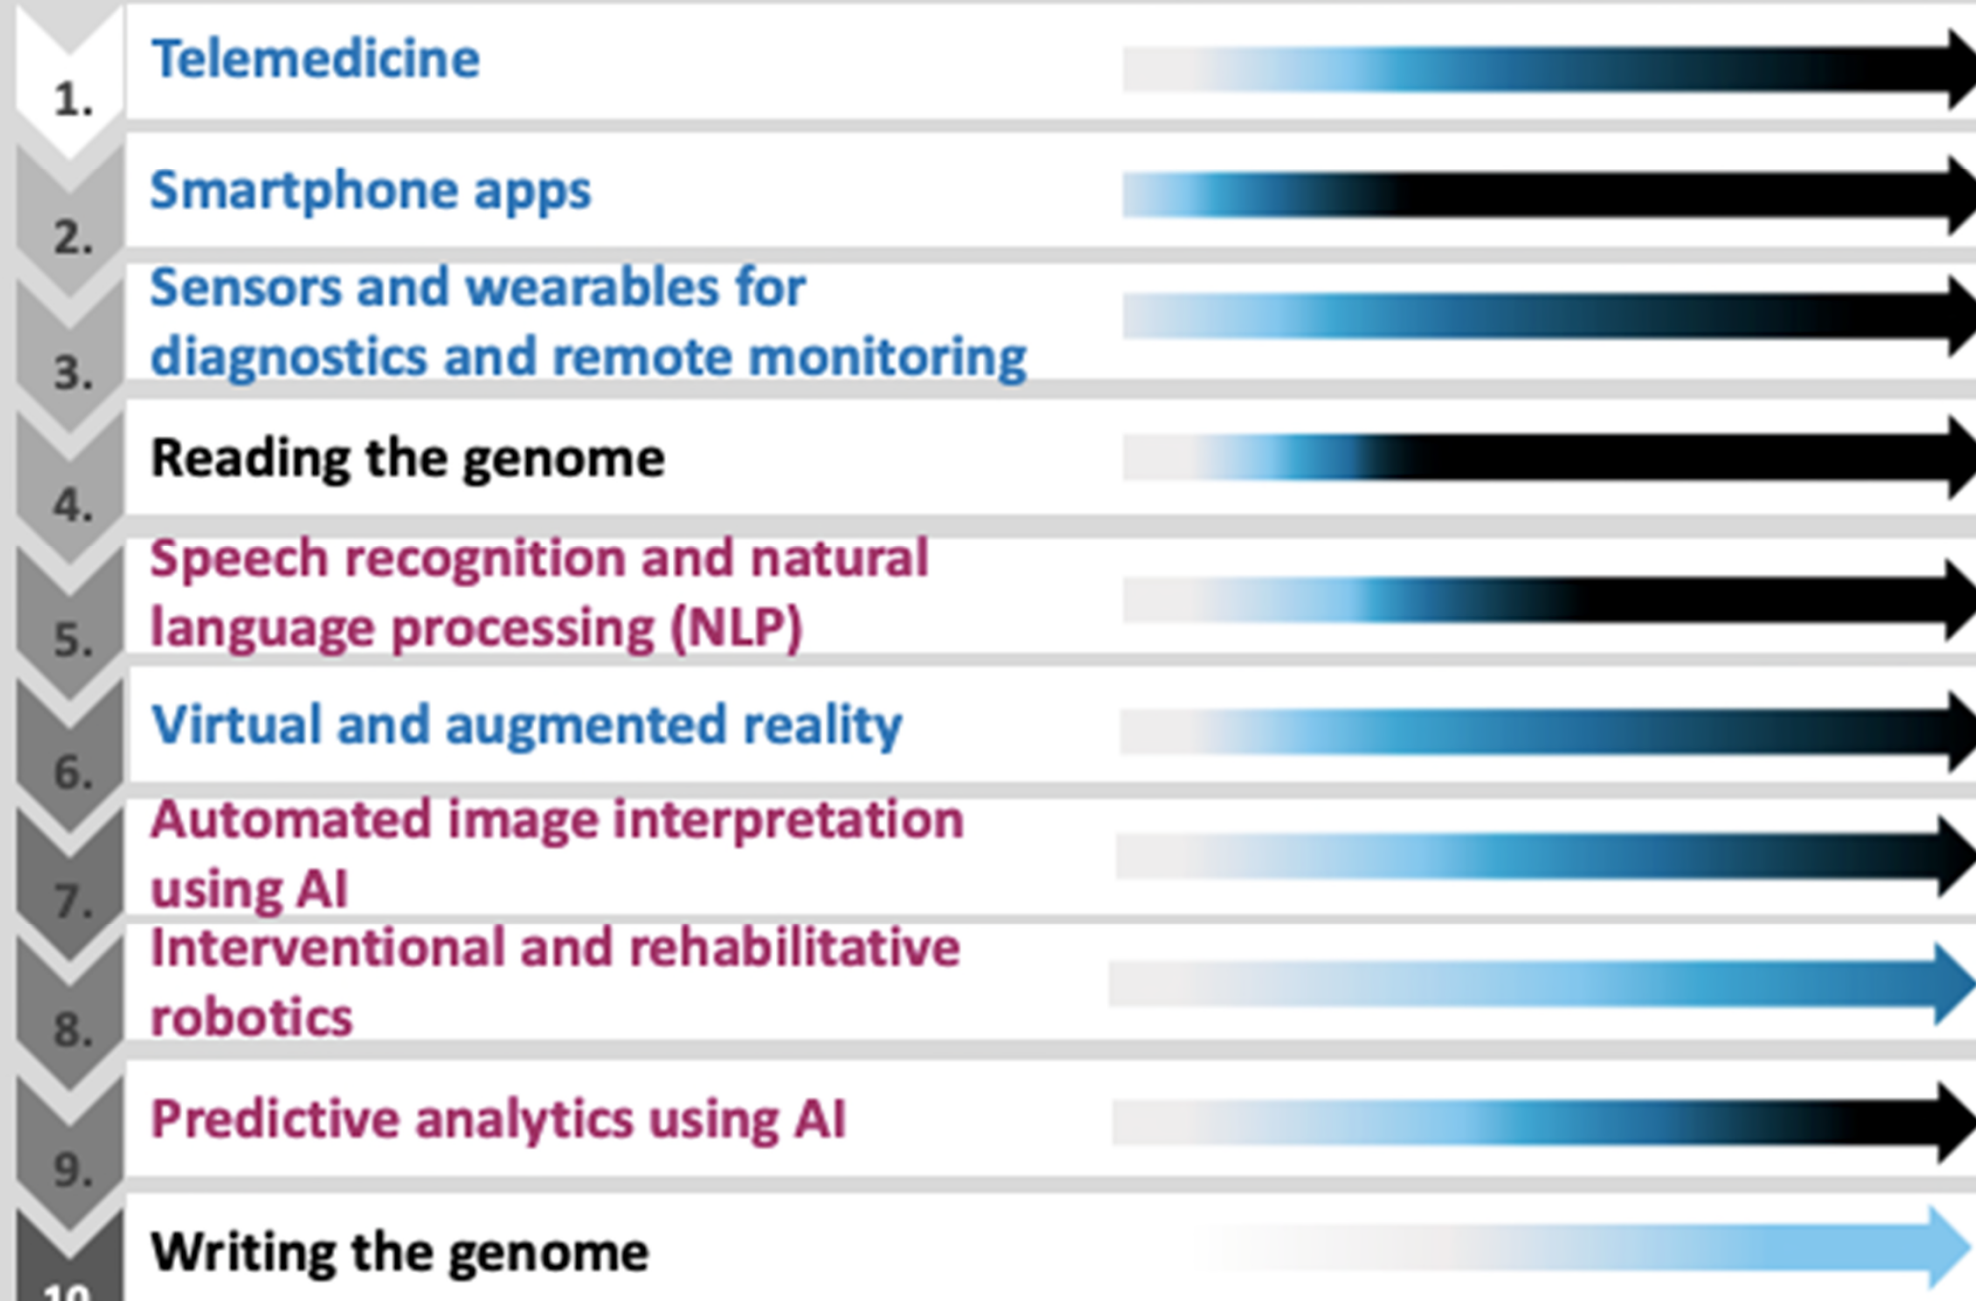 1. Telemedicine
2. Smartphone apps
3. Sensors and wearables for
diagnostics and remote monitoring
4. Reading the genome
5. Speech recognition and natural
language processing (NLP)
6. Virtual and augmented reality
7. Automated image interpretation
using AI
8. Interventional and rehabilitative
robotics
9. Predictive analytics using AI
10 Writing the genome